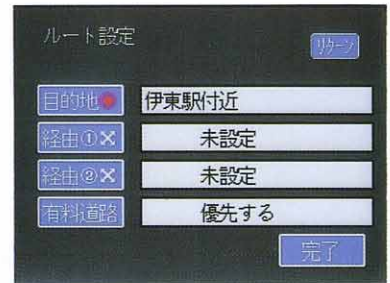 ルート設定
リターン
目的地 伊東駅付近
経由① 未設定
経由② 未設定
有料道路 優先する
完了